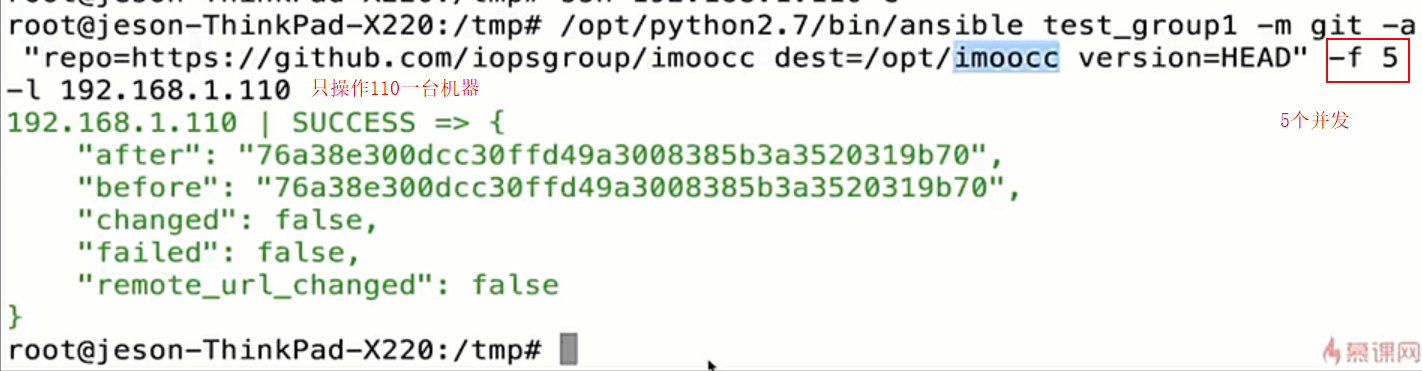 root@jeson-ThinkPad-X220:/tmp# /opt/python2.7/bin/ansible test_group1 -m git -a
"repo=https://github.com/iopsgroup/imoocc dest=/opt/imoocc version=HEAD" -f 5
-l 192.168.1.110 只操作110一台机器
192.168.1.110 | SUCCESS => { 5个并发
"after": "76a38e300dcc30ffd49a3008385b3a3520319b70",
"before": "76a38e300dcc30ffd49a3008385b3a3520319b70",
"changed": false,
"failed": false,
"remote_url_changed": false
}
root@jeson-ThinkPad-X220:/tmp#
慕课网